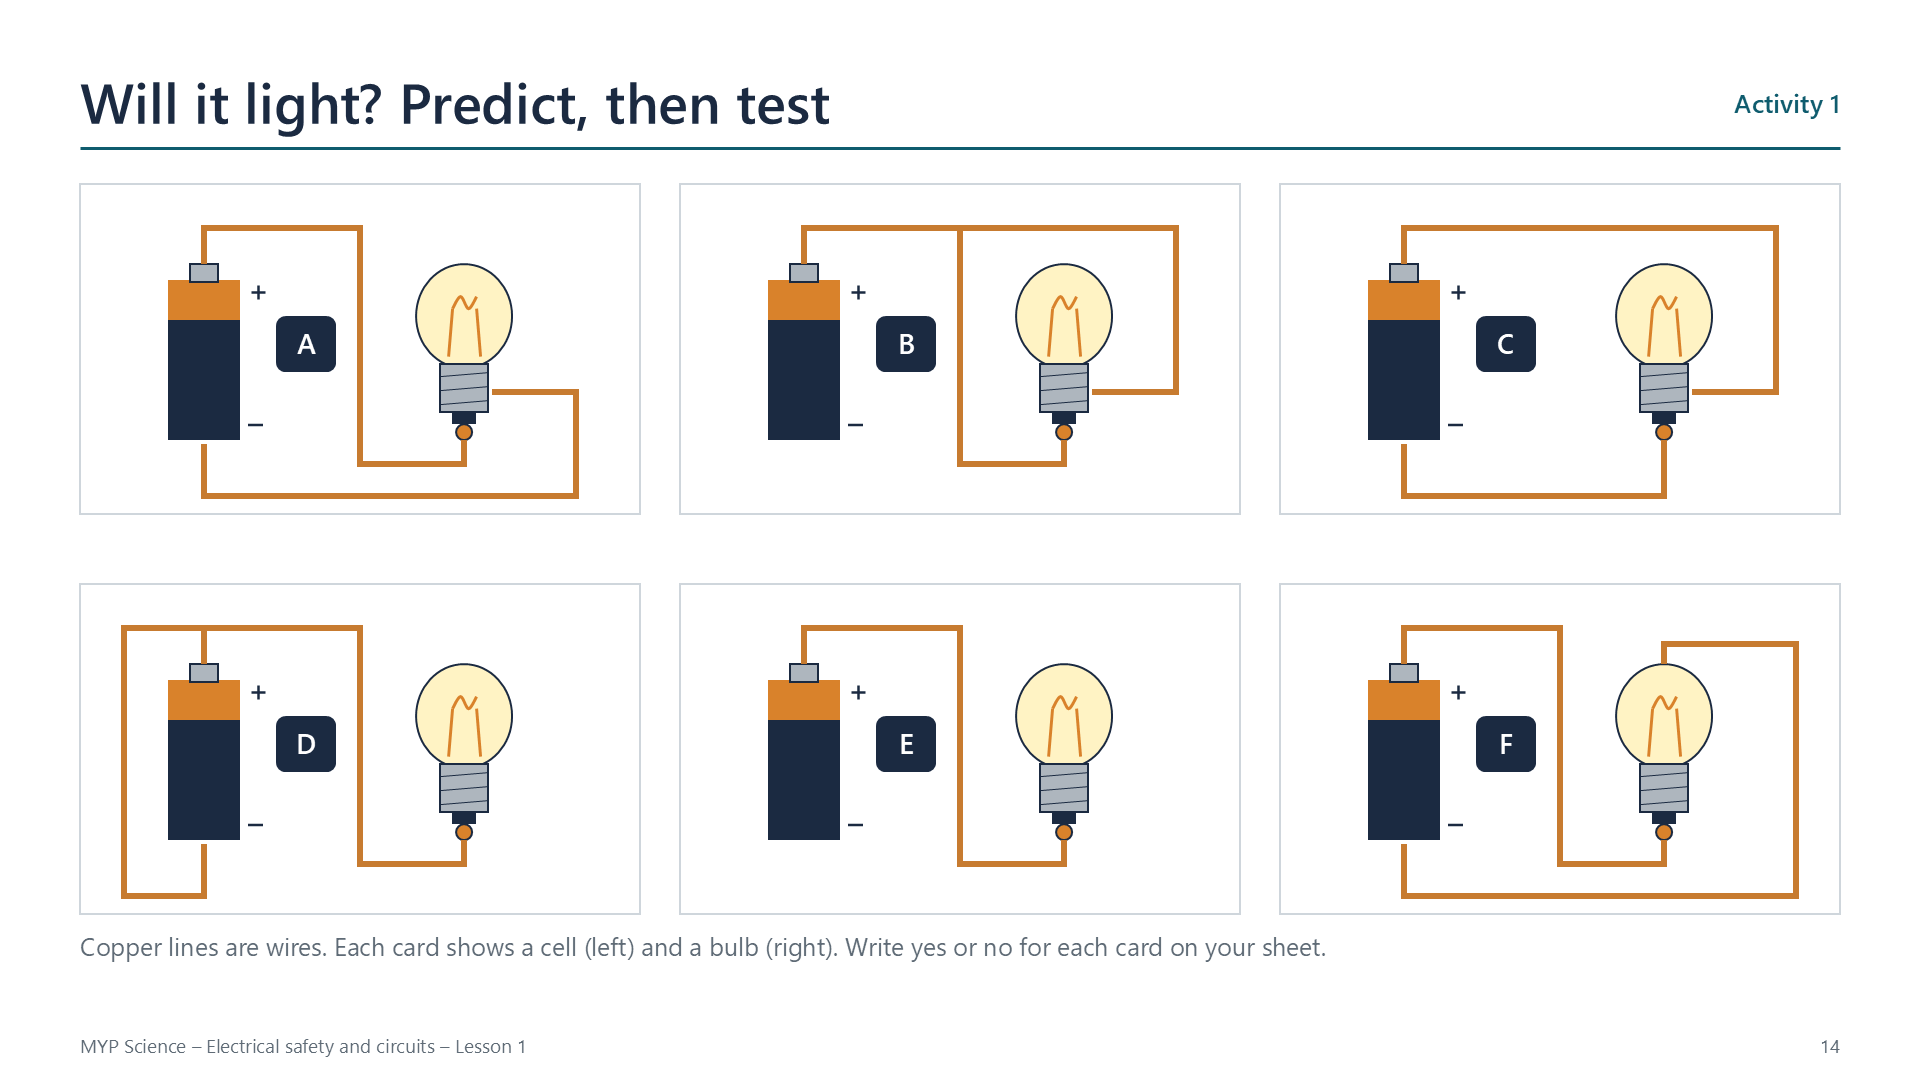 Will it light? Predict, then test
Activity 1
+
A
–
+
B
–
+
C
–
+
D
–
+
E
–
+
F
–
Copper lines are wires. Each card shows a cell (left) and a bulb (right). Write yes or no for each card on your sheet.
MYP Science – Electrical safety and circuits – Lesson 1
14